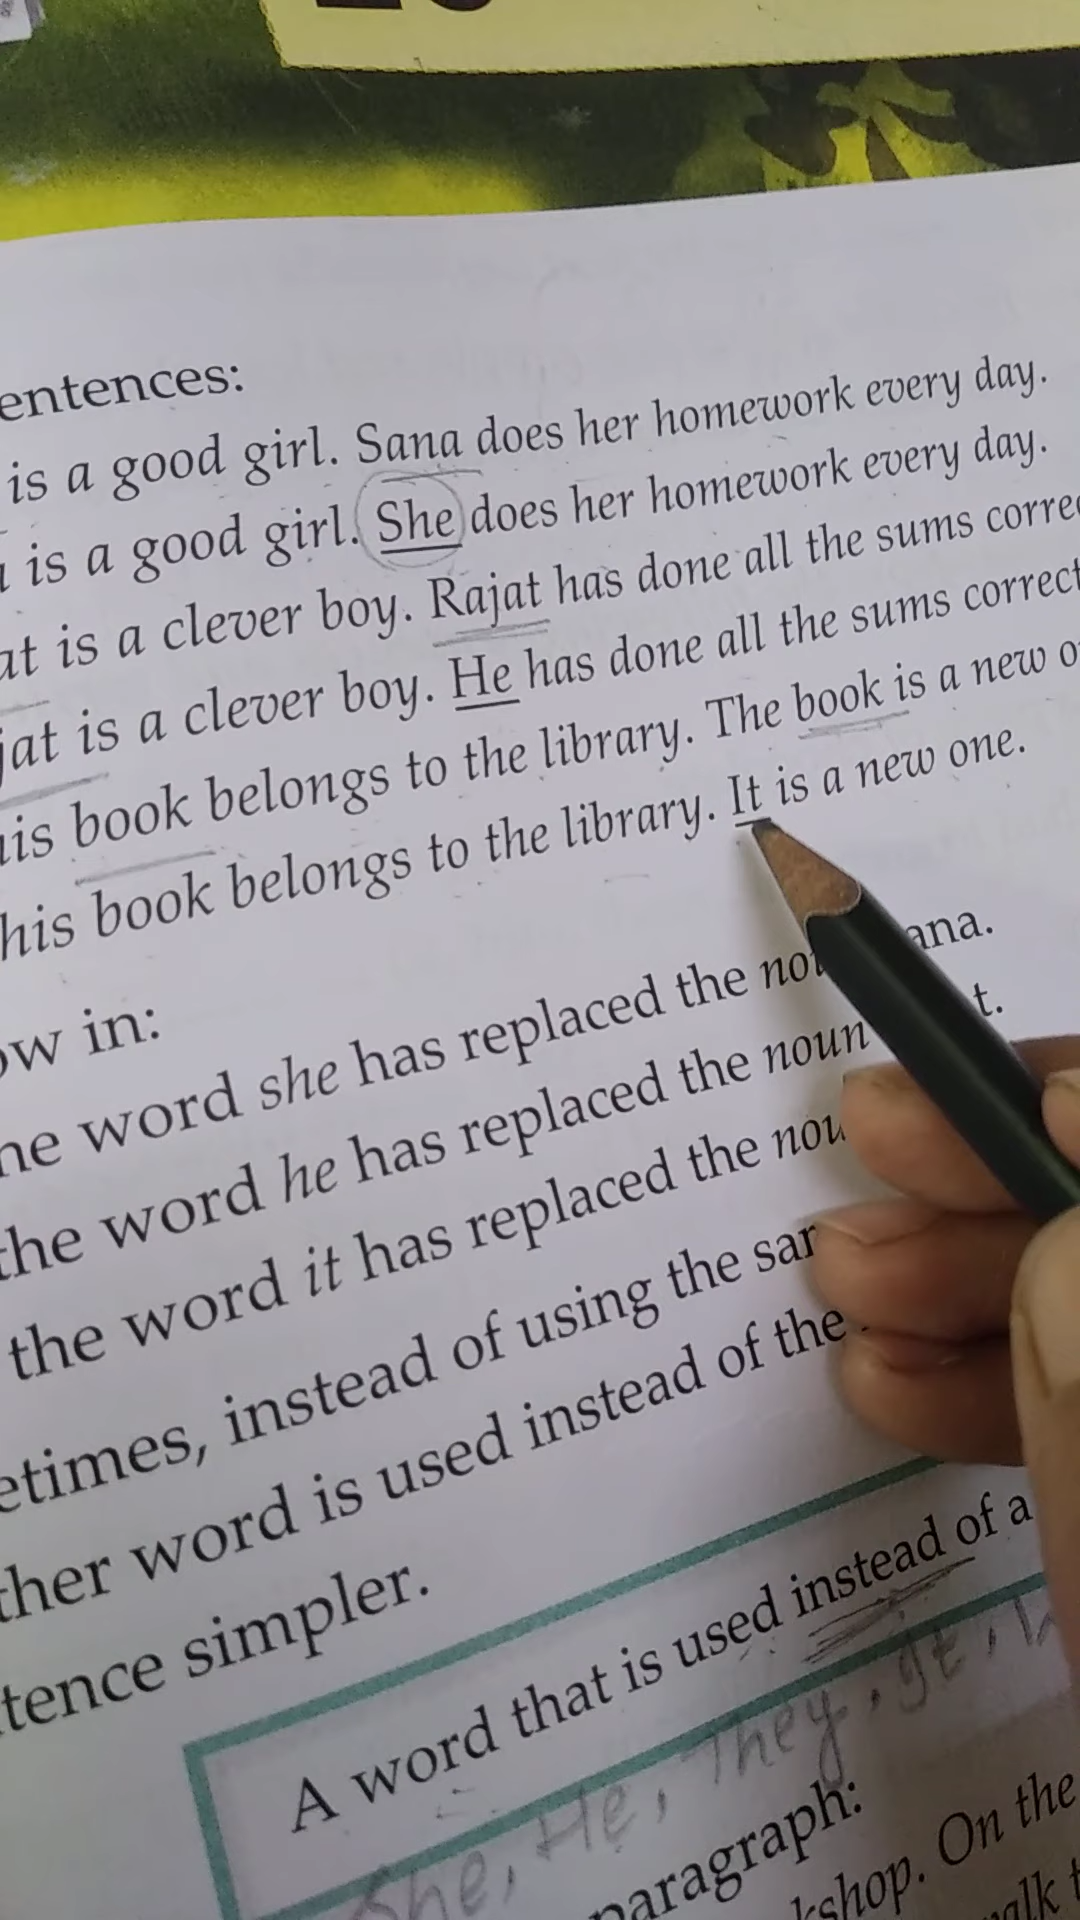 entences:
is a good girl. Sana does her homework every day.
is a good girl. She does her homework every day.
at is a clever boy. Rajat has done all the sums corre
jat is a clever boy. He has done all the sums correct
is book belongs to the library. The book is a new o
his book belongs to the library. It is a new one.
ow in:
he word she has replaced the no ana.
the word he has replaced the noun t.
the word it has replaced the nou
etimes, instead of using the sa
ther word is used instead of the
tence simpler.
A word that is used instead of a
She, He, They, It,
paragraph:
kshop. On the
alk t